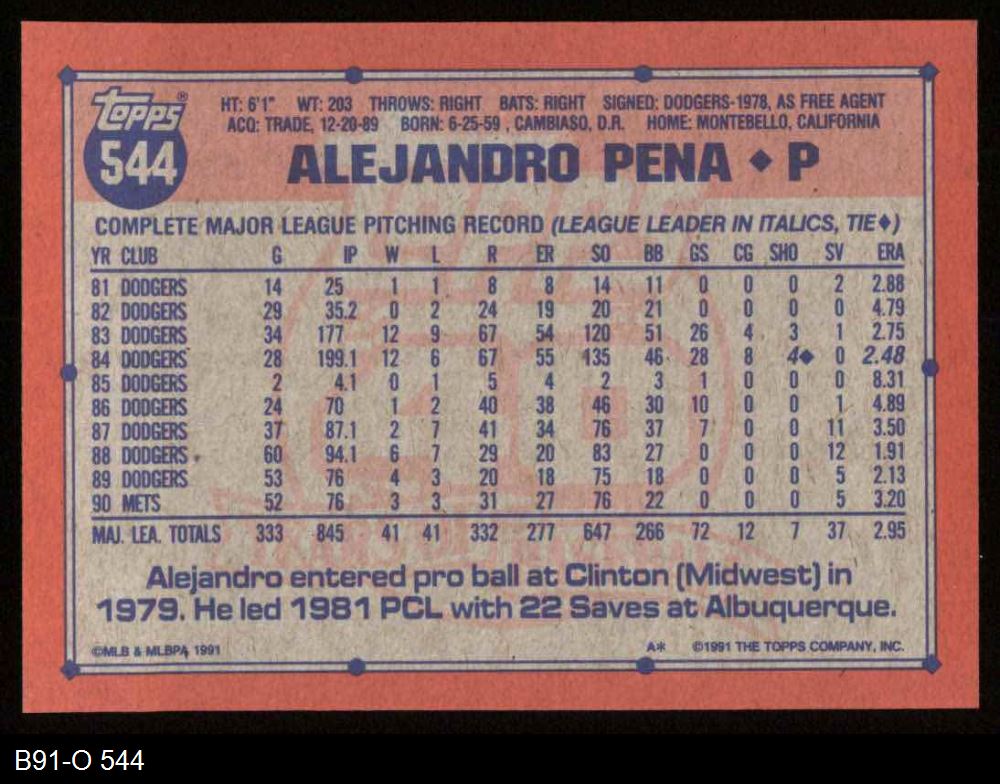 topps®
544
HT: 6'1" WT: 203 THROWS: RIGHT BATS: RIGHT SIGNED: DODGERS-1978, AS FREE AGENT
ACQ: TRADE, 12-20-89 BORN: 6-25-59, CAMBIASO, D.R. HOME: MONTEBELLO, CALIFORNIA
ALEJANDRO PENA ♦ P
COMPLETE MAJOR LEAGUE PITCHING RECORD (LEAGUE LEADER IN ITALICS, TIE♦)
YR CLUB G IP W L R ER SO BB GS CG SHO SV ERA
81 DODGERS 14 25 1 1 8 8 14 11 0 0 0 2 2.88
82 DODGERS 29 35.2 0 2 24 19 20 21 0 0 0 0 4.79
83 DODGERS 34 177 12 9 67 54 120 51 26 4 3 1 2.75
84 DODGERS 28 199.1 12 6 67 55 135 46 28 8 4♦ 0 2.48
85 DODGERS 2 4.1 0 1 5 4 2 3 1 0 0 0 8.31
86 DODGERS 24 70 1 2 40 38 46 30 10 0 0 1 4.89
87 DODGERS 37 87.1 2 7 41 34 76 37 7 0 0 11 3.50
88 DODGERS 60 94.1 6 7 29 20 83 27 0 0 0 12 1.91
89 DODGERS 53 76 4 3 20 18 75 18 0 0 0 5 2.13
90 METS 52 76 3 3 31 27 76 22 0 0 0 5 3.20
MAJ. LEA. TOTALS 333 845 41 41 332 277 647 266 72 12 7 37 2.95
Alejandro entered pro ball at Clinton (Midwest) in
1979. He led 1981 PCL with 22 Saves at Albuquerque.
©MLB & MLBPA 1991 A* ©1991 THE TOPPS COMPANY, INC.
B91-O 544